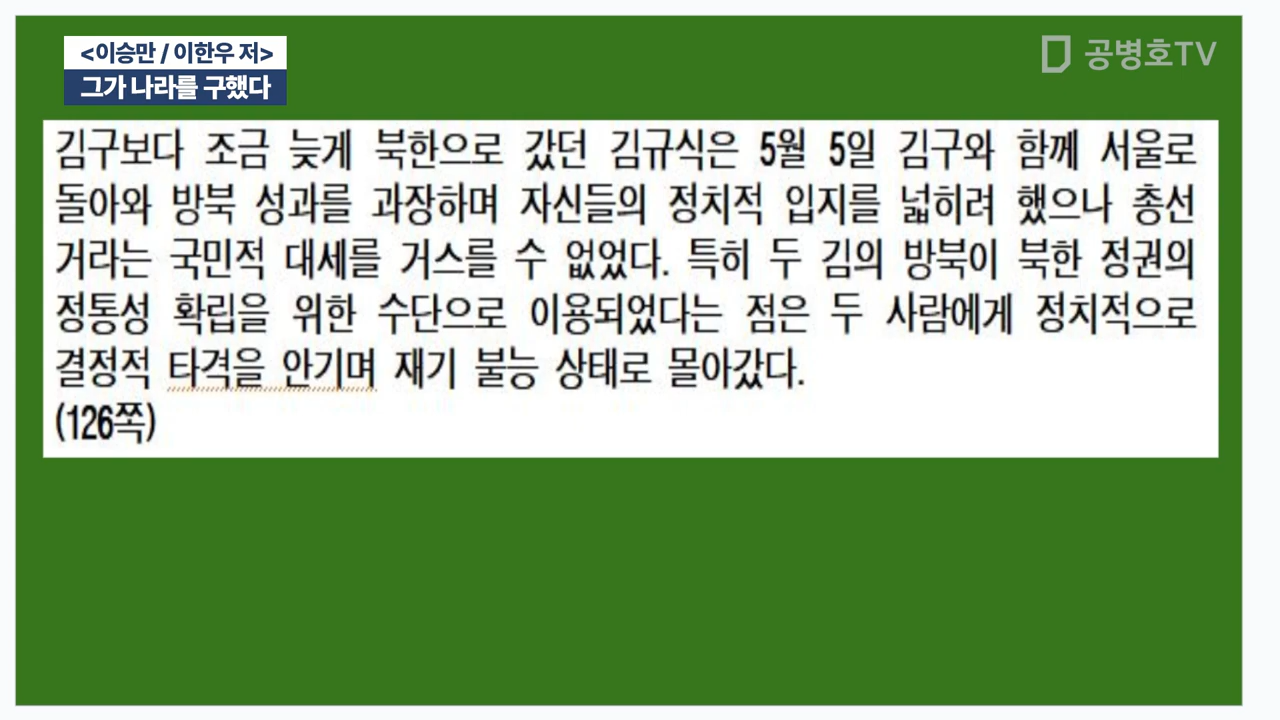 <이승만 / 이한우 저>
그가 나라를 구했다
공병호TV
김구보다 조금 늦게 북한으로 갔던 김규식은 5월 5일 김구와 함께 서울로
돌아와 방북 성과를 과장하며 자신들의 정치적 입지를 넓히려 했으나 총선
거라는 국민적 대세를 거스를 수 없었다. 특히 두 김의 방북이 북한 정권의
정통성 확립을 위한 수단으로 이용되었다는 점은 두 사람에게 정치적으로
결정적 타격을 안기며 재기 불능 상태로 몰아갔다.
(126쪽)